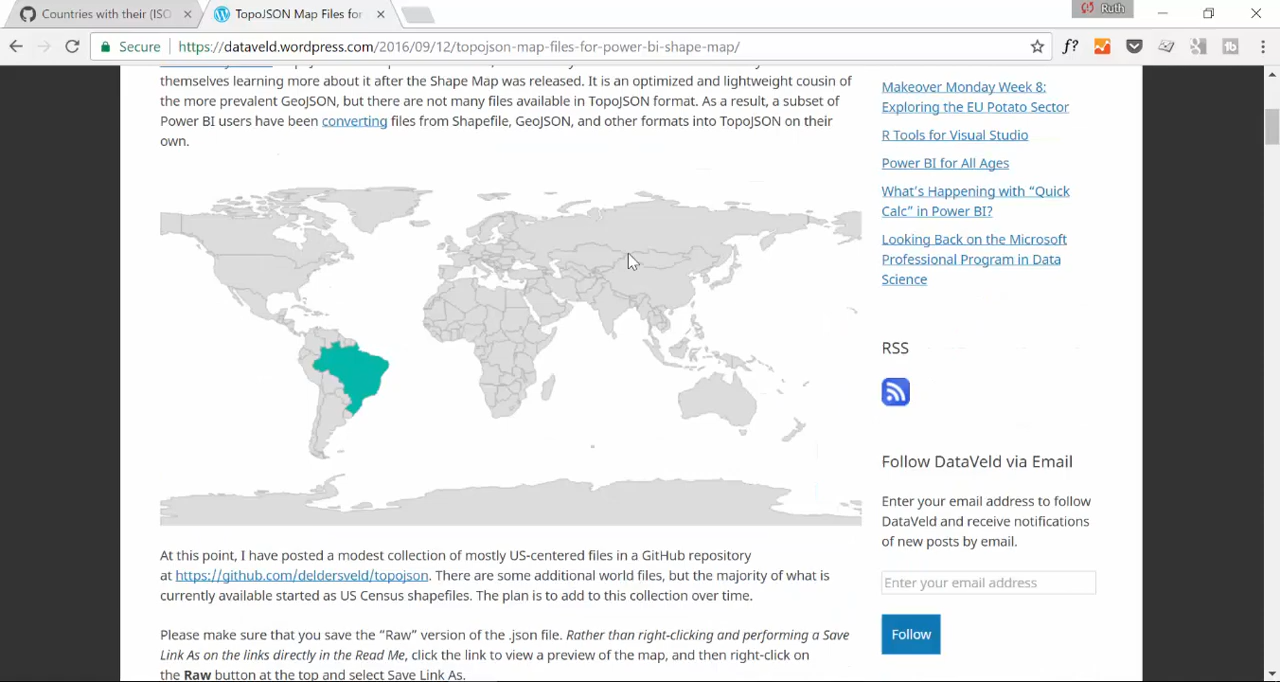 Countries with their (ISO
TopoJSON Map Files for
Ruth
Secure
https://dataveld.wordpress.com/2016/09/12/topojson-map-files-for-power-bi-shape-map/
f?
themselves learning more about it after the Shape Map was released. It is an optimized and lightweight cousin of
the more prevalent GeoJSON, but there are not many files available in TopoJSON format. As a result, a subset of
Power BI users have been converting files from Shapefile, GeoJSON, and other formats into TopoJSON on their
own.
At this point, I have posted a modest collection of mostly US-centered files in a GitHub repository
at https://github.com/deldersveld/topojson. There are some additional world files, but the majority of what is
currently available started as US Census shapefiles. The plan is to add to this collection over time.
Please make sure that you save the “Raw” version of the .json file. Rather than right-clicking and performing a Save
Link As on the links directly in the Read Me, click the link to view a preview of the map, and then right-click on
the Raw button at the top and select Save Link As.
Makeover Monday Week 8:
Exploring the EU Potato Sector
R Tools for Visual Studio
Power BI for All Ages
What’s Happening with “Quick
Calc” in Power BI?
Looking Back on the Microsoft
Professional Program in Data
Science
RSS
Follow DataVeld via Email
Enter your email address to follow
DataVeld and receive notifications
of new posts by email.
Enter your email address
Follow